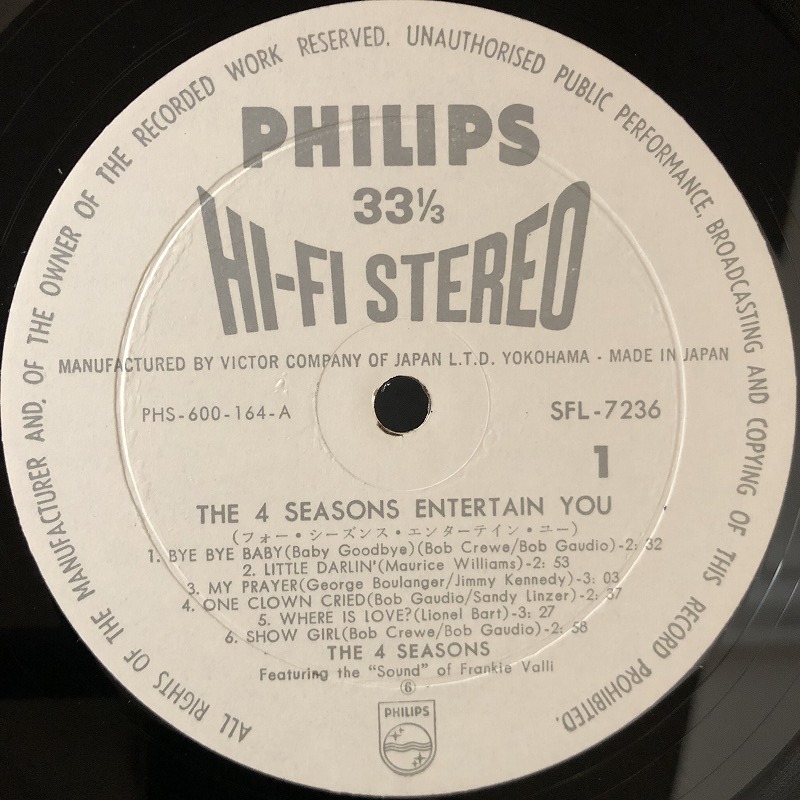 ALL RIGHTS OF THE MANUFACTURER AND, OF THE OWNER OF THE RECORDED WORK RESERVED. UNAUTHORISED PUBLIC PERFORMANCE, BROADCASTING AND COPYING OF THIS RECORD PROHIBITED.
PHILIPS
33⅓
HI-FI STEREO
MANUFACTURED BY VICTOR COMPANY OF JAPAN L.T.D. YOKOHAMA - MADE IN JAPAN
PHS-600-164-A SFL-7236
1
THE 4 SEASONS ENTERTAIN YOU
(フォー・シーズンス・エンターテイン・ユー)
1. BYE BYE BABY(Baby Goodbye)(Bob Crewe/Bob Gaudio)-2: 32
2. LITTLE DARLIN'(Maurice Williams)-2: 53
3. MY PRAYER(George Boulanger/Jimmy Kennedy)-3: 03
4. ONE CLOWN CRIED(Bob Gaudio/Sandy Linzer)-2: 37
5. WHERE IS LOVE?(Lionel Bart)-3: 27
6. SHOW GIRL(Bob Crewe/Bob Gaudio)-2: 58
THE 4 SEASONS
Featuring the "Sound" of Frankie Valli
⑥
PHILIPS